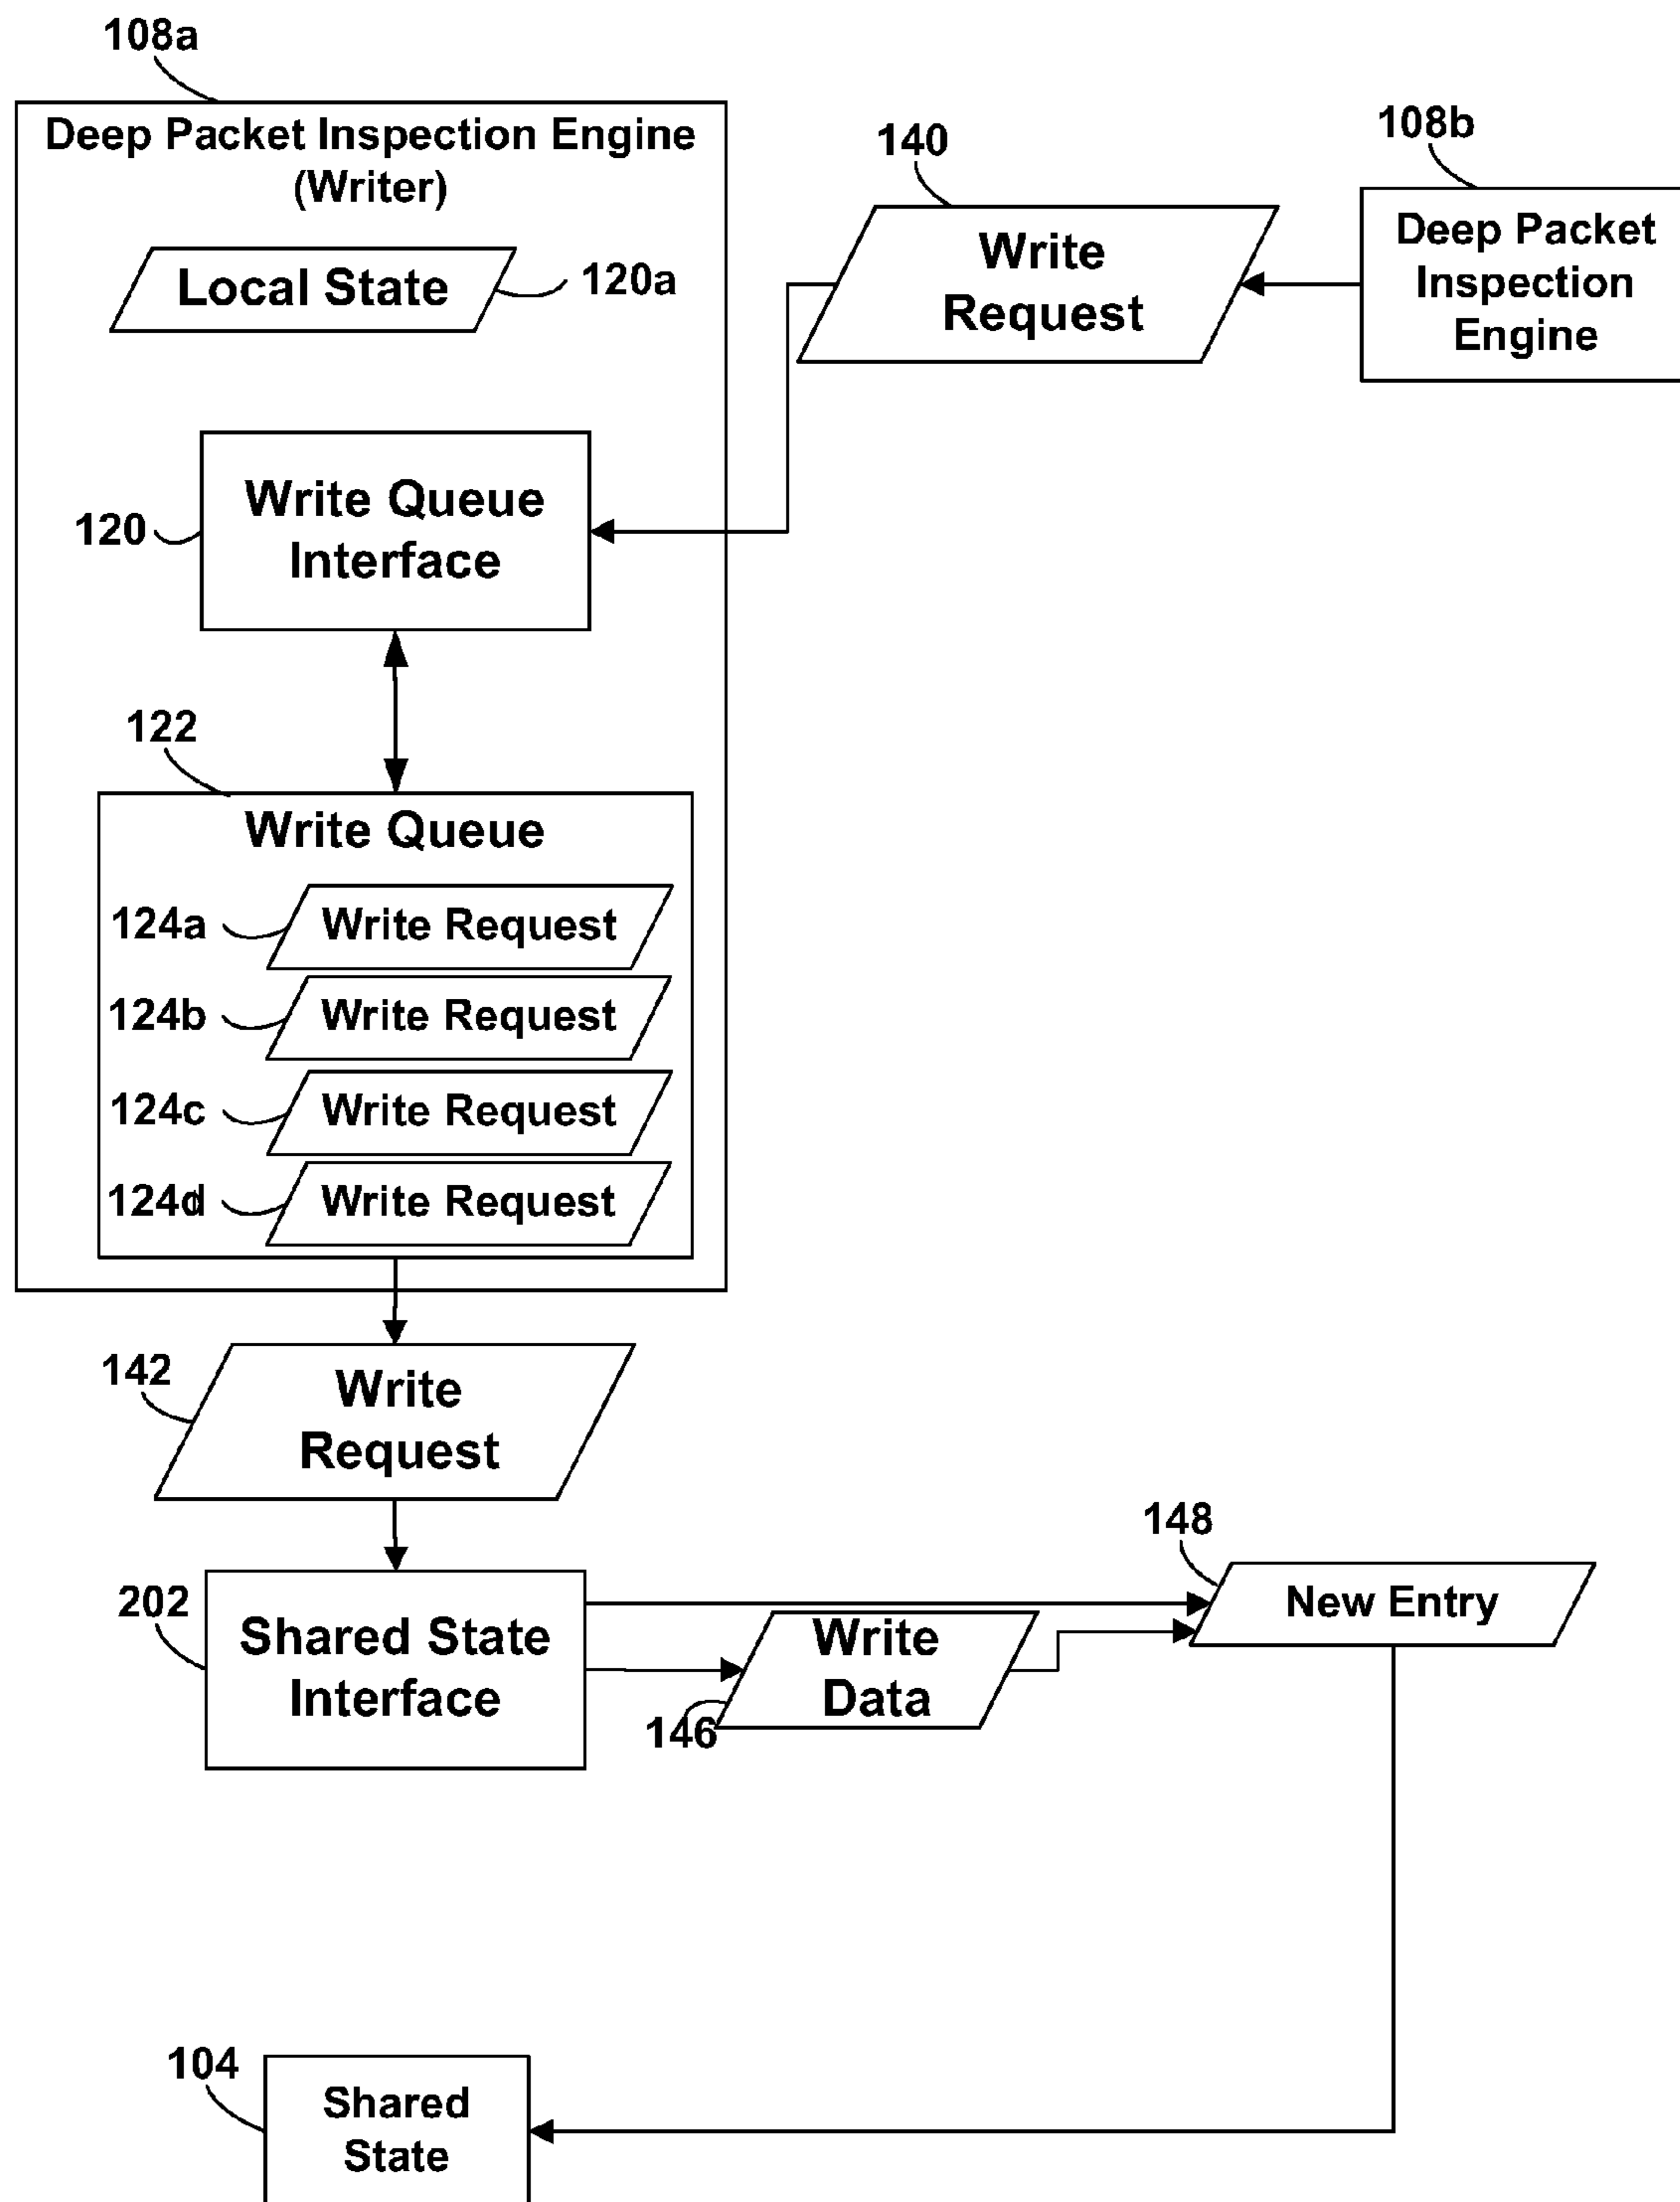 108a
Deep Packet Inspection Engine
(Writer)
Local State
120a
140
Write
Request
108b
Deep Packet
Inspection
Engine
120
Write Queue
Interface
122
Write Queue
124a
Write Request
124b
Write Request
124c
Write Request
124d
Write Request
142
Write
Request
202
Shared State
Interface
146
Write
Data
148
New Entry
104
Shared
State